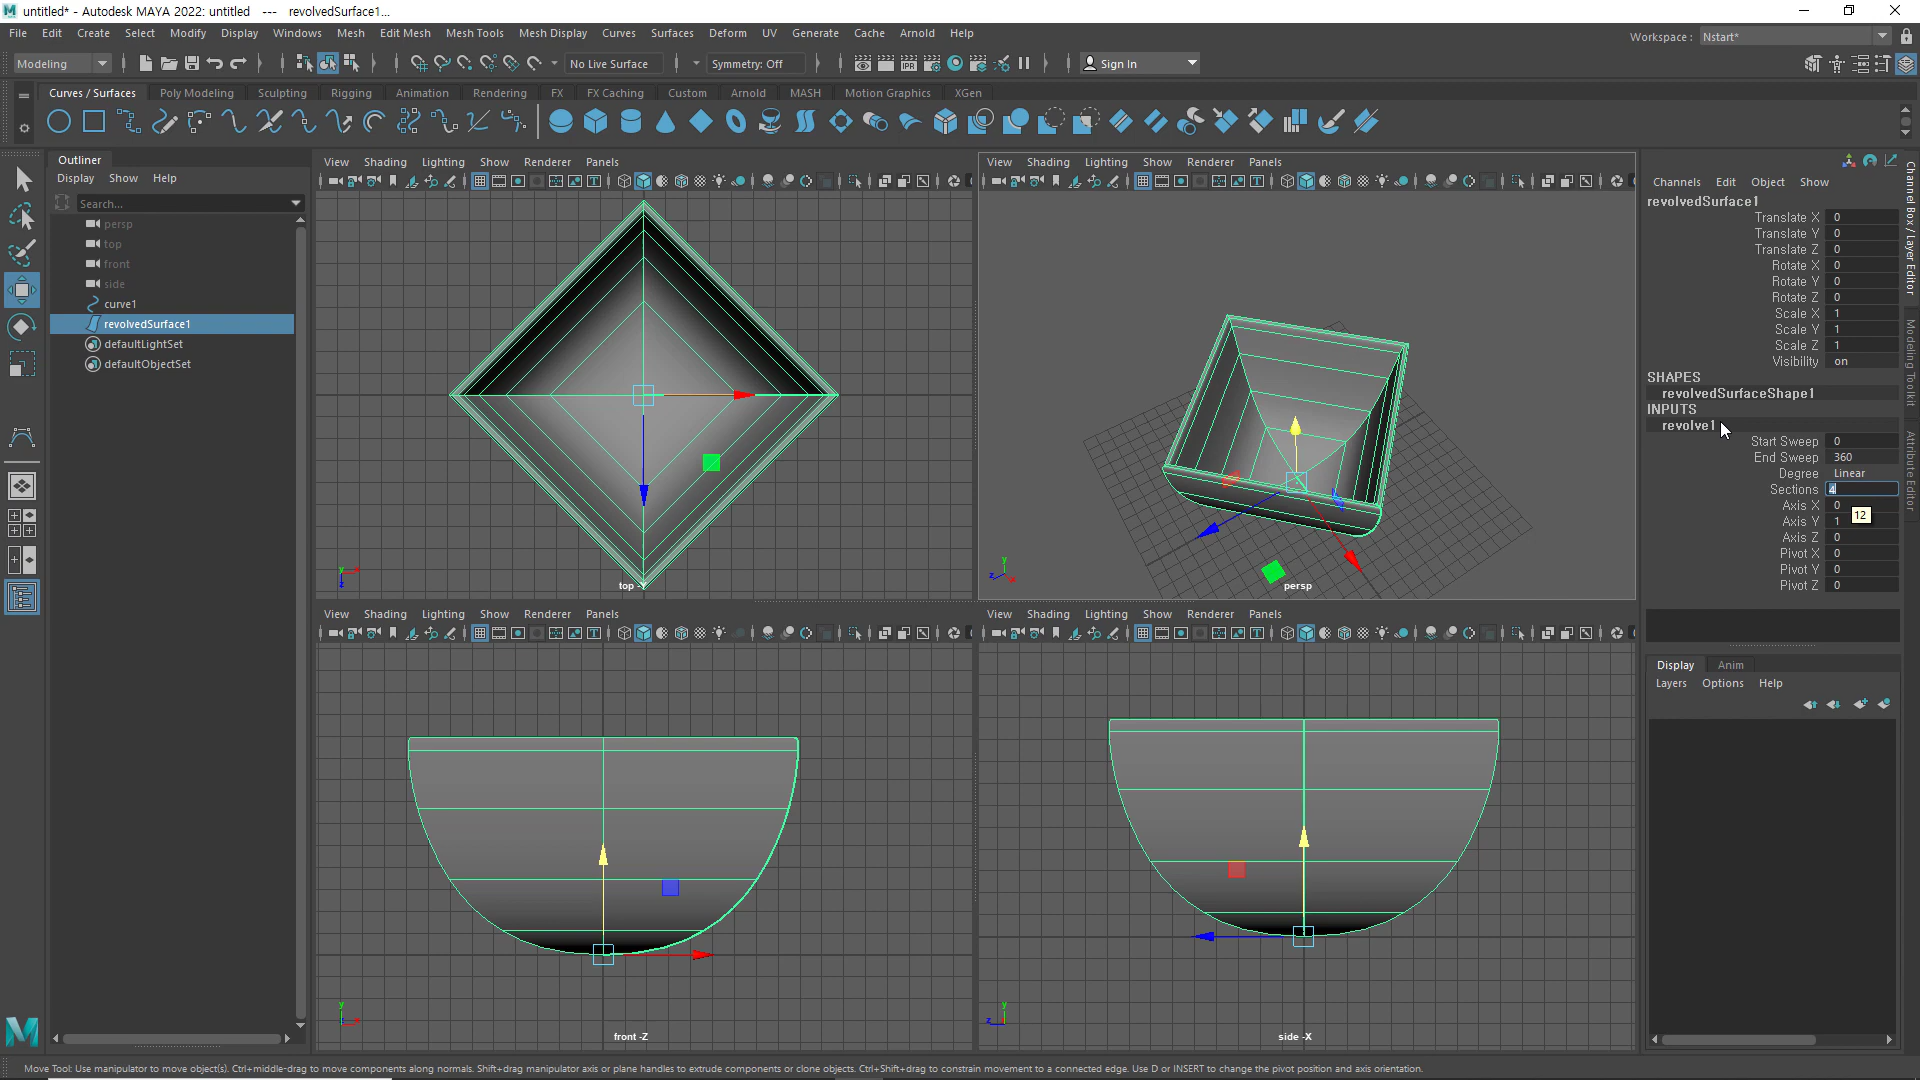 untitled* - Autodesk MAYA 2022: untitled   ---   revolvedSurface1...
File Edit Create Select Modify Display Windows Mesh Edit Mesh Mesh Tools Mesh Display Curves Surfaces Deform UV Generate Cache Arnold Help
Workspace : Nstart*
Modeling
No Live Surface
Symmetry: Off
IPR
Sign In
Curves / Surfaces Poly Modeling Sculpting Rigging Animation Rendering FX FX Caching Custom Arnold MASH Motion Graphics XGen
Outliner
Display Show Help
Search...
persp
top
front
side
curve1
revolvedSurface1
defaultLightSet
defaultObjectSet
View Shading Lighting Show Renderer Panels
top -Y
View Shading Lighting Show Renderer Panels
persp
View Shading Lighting Show Renderer Panels
front -Z
View Shading Lighting Show Renderer Panels
side -X
Channels Edit Object Show
revolvedSurface1
Translate X 0
Translate Y 0
Translate Z 0
Rotate X 0
Rotate Y 0
Rotate Z 0
Scale X 1
Scale Y 1
Scale Z 1
Visibility on
SHAPES
revolvedSurfaceShape1
INPUTS
revolve1
Start Sweep 0
End Sweep 360
Degree Linear
Sections 4
Axis X 0
12
Axis Y 1
Axis Z 0
Pivot X 0
Pivot Y 0
Pivot Z 0
Display Anim
Layers Options Help
Channel Box / Layer Editor
Modeling Toolkit
Attribute Editor
Move Tool: Use manipulator to move object(s). Ctrl+middle-drag to move components along normals. Shift+drag manipulator axis or plane handles to extrude components or clone objects. Ctrl+Shift+drag to constrain movement to a connected edge. Use D or INSERT to change the pivot position and axis orientation.